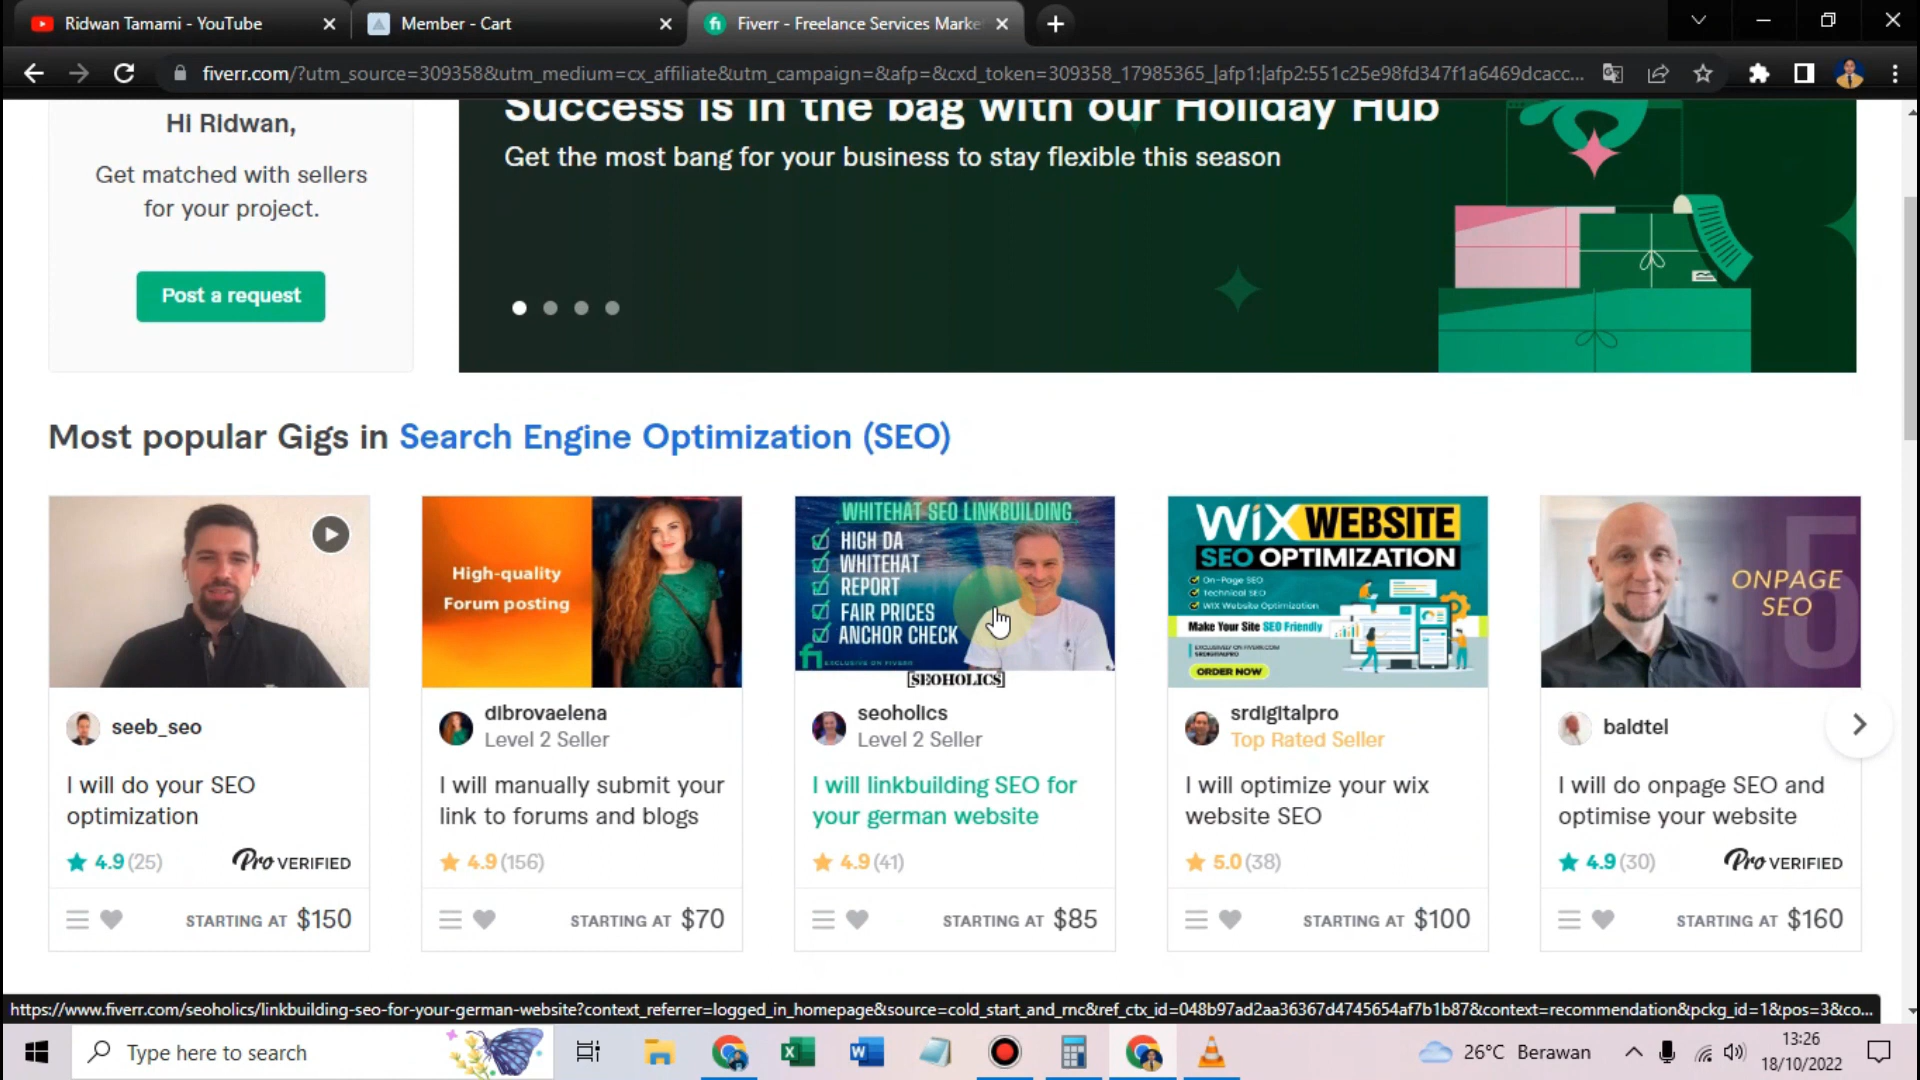 Ridwan Tamami - YouTube
Member - Cart
Fiverr - Freelance Services Marke
fiverr.com/?utm_source=309358&utm_medium=cx_affiliate&utm_campaign=&afp=&cxd_token=309358_17985365_|afp1:|afp2:551c25e98fd347f1a6469dcacc...
Hi Ridwan,
Get matched with sellers
for your project.
Post a request
Success is in the bag with our Holiday Hub
Get the most bang for your business to stay flexible this season
Most popular Gigs in Search Engine Optimization (SEO)
seeb_seo
I will do your SEO
optimization
4.9 (25) Pro VERIFIED
STARTING AT $150
High-quality
Forum posting
dibrovaelena
Level 2 Seller
I will manually submit your
link to forums and blogs
4.9 (156)
STARTING AT $70
WHITEHAT SEO LINKBUILDING
HIGH DA
WHITEHAT
REPORT
FAIR PRICES
ANCHOR CHECK
fi EXCLUSIVE ON FIVERR
[SEOHOLICS]
seoholics
Level 2 Seller
I will linkbuilding SEO for
your german website
4.9 (41)
STARTING AT $85
WIX WEBSITE
SEO OPTIMIZATION
On-Page SEO
Technical SEO
WIX Website Optimization
Make Your Site SEO Friendly
EXCLUSIVELY ON FIVERR.COM
SRDIGITALPRO
ORDER NOW
srdigitalpro
Top Rated Seller
I will optimize your wix
website SEO
5.0 (38)
STARTING AT $100
5
ONPAGE
SEO
baldtel
I will do onpage SEO and
optimise your website
4.9 (30) Pro VERIFIED
STARTING AT $160
https://www.fiverr.com/seoholics/linkbuilding-seo-for-your-german-website?context_referrer=logged_in_homepage&source=cold_start_and_rnc&ref_ctx_id=048b97ad2aa36367d4745654af7b1b87&context=recommendation&pckg_id=1&pos=3&co...
Type here to search
26°C Berawan
13:26
18/10/2022